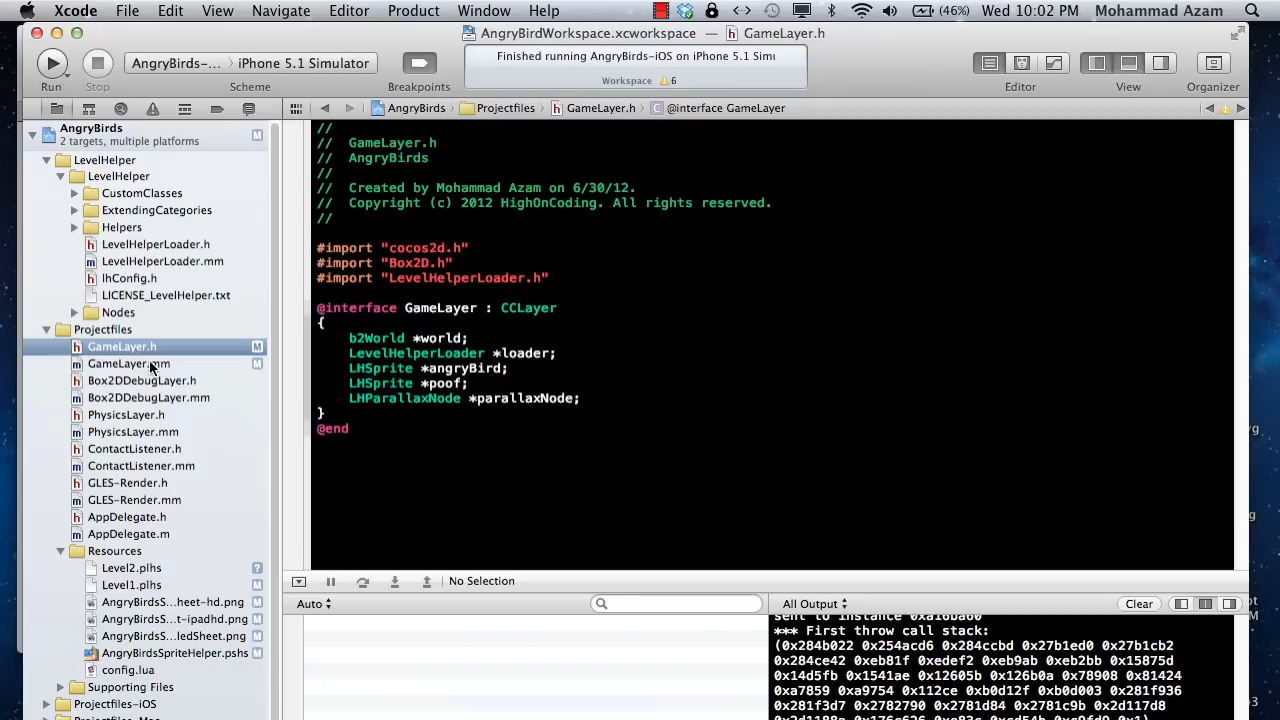 Xcode File Edit View Navigate Editor Product Window Help (46%) Wed 10:02 PM Mohammad Azam
AngryBirdWorkspace.xcworkspace — GameLayer.h
AngryBirds-... iPhone 5.1 Simulator
Finished running AngryBirds-iOS on iPhone 5.1 Simu
Workspace 6
Run Stop Scheme Breakpoints Editor View Organizer
AngryBirds Projectfiles GameLayer.h @interface GameLayer
AngryBirds M
2 targets, multiple platforms
LevelHelper
LevelHelper
CustomClasses
ExtendingCategories
Helpers
LevelHelperLoader.h
LevelHelperLoader.mm
lhConfig.h
LICENSE_LevelHelper.txt
Nodes
Projectfiles
GameLayer.h M
GameLayer.mm M
Box2DDebugLayer.h
Box2DDebugLayer.mm
PhysicsLayer.h
PhysicsLayer.mm
ContactListener.h
ContactListener.mm
GLES-Render.h
GLES-Render.mm
AppDelegate.h
AppDelegate.m
Resources
Level2.plhs ?
Level1.plhs M
AngryBirdsS...heet-hd.png M
AngryBirdsS...t-ipadhd.png M
AngryBirdsS...ledSheet.png M
AngryBirdsSpriteHelper.pshs M
config.lua
Supporting Files
Projectfiles-iOS
//
// GameLayer.h
// AngryBirds
//
// Created by Mohammad Azam on 6/30/12.
// Copyright (c) 2012 HighOnCoding. All rights reserved.
//
#import "cocos2d.h"
#import "Box2D.h"
#import "LevelHelperLoader.h"
@interface GameLayer : CCLayer
{
b2World *world;
LevelHelperLoader *loader;
LHSprite *angryBird;
LHSprite *poof;
LHParallaxNode *parallaxNode;
}
@end
No Selection
Auto All Output Clear
*** First throw call stack:
(0x284b022 0x254acd6 0x284ccbd 0x27b1ed0 0x27b1cb2
0x284ce42 0xeb81f 0xedef2 0xeb9ab 0xeb2bb 0x15875d
0x14d5fb 0x1541ae 0x12605b 0x126b0a 0x78908 0x81424
0xa7859 0xa9754 0x112ce 0xb0d12f 0xb0d003 0x281f936
0x281f3d7 0x2782790 0x2781d84 0x2781c9b 0x2d117d8